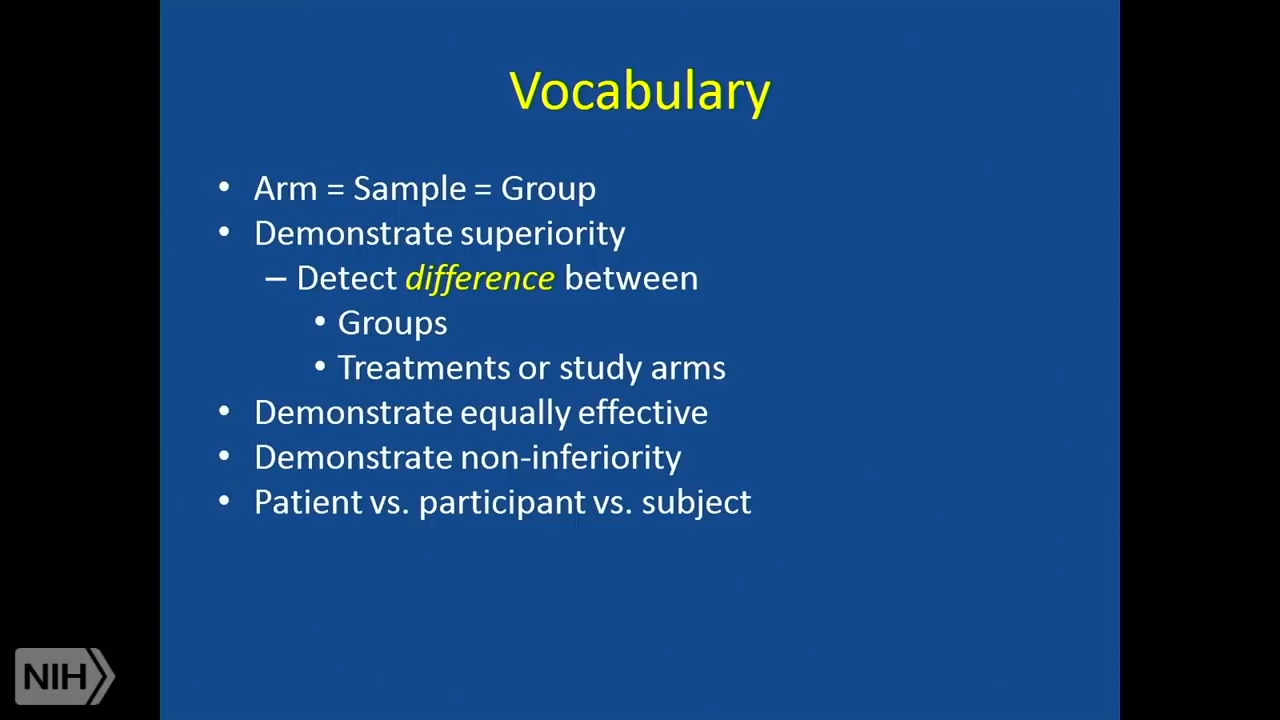 Vocabulary
• Arm = Sample = Group
• Demonstrate superiority
– Detect difference between
• Groups
• Treatments or study arms
• Demonstrate equally effective
• Demonstrate non-inferiority
• Patient vs. participant vs. subject
NIH